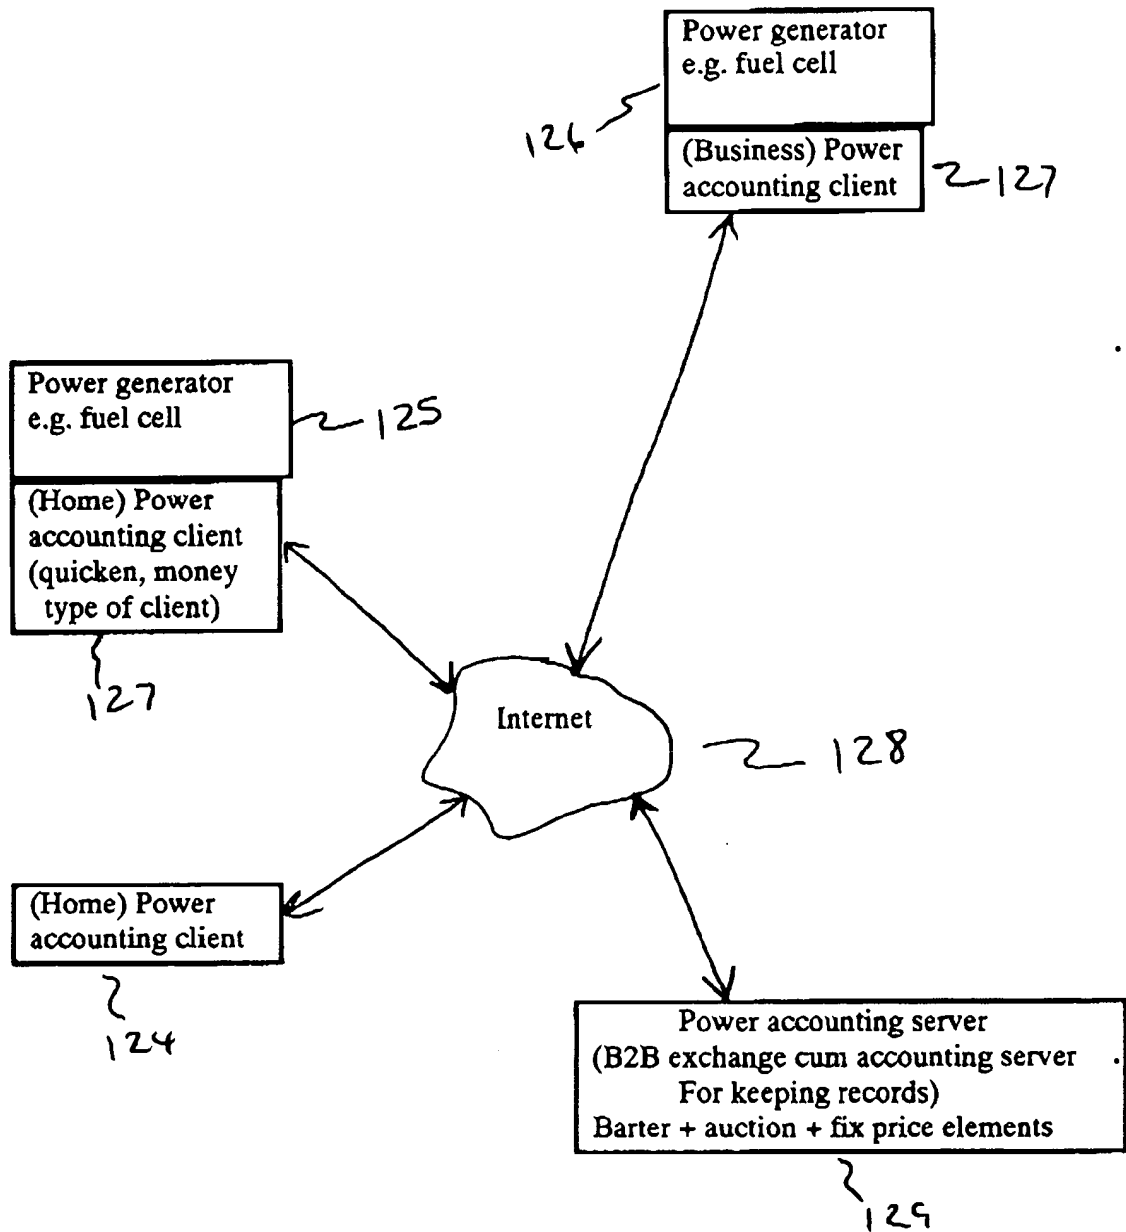 Power generator
e.g. fuel cell
126
(Business) Power
accounting client
127
Power generator
e.g. fuel cell
125
(Home) Power
accounting client
(quicken, money
type of client)
127
Internet
128
(Home) Power
accounting client
124
Power accounting server
(B2B exchange cum accounting server
For keeping records)
Barter + auction + fix price elements
129